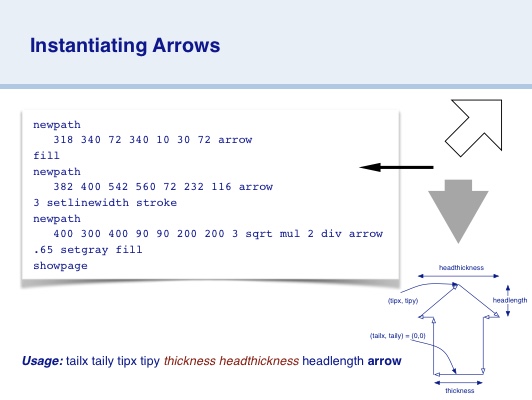 Instantiating Arrows
newpath
318 340 72 340 10 30 72 arrow
fill
newpath
382 400 542 560 72 232 116 arrow
3 setlinewidth stroke
newpath
400 300 400 90 90 200 200 3 sqrt mul 2 div arrow
.65 setgray fill
showpage
headthickness
(tipx, tipy)
headlength
(tailx, taily) = (0,0)
thickness
Usage: tailx taily tipx tipy thickness headthickness headlength arrow